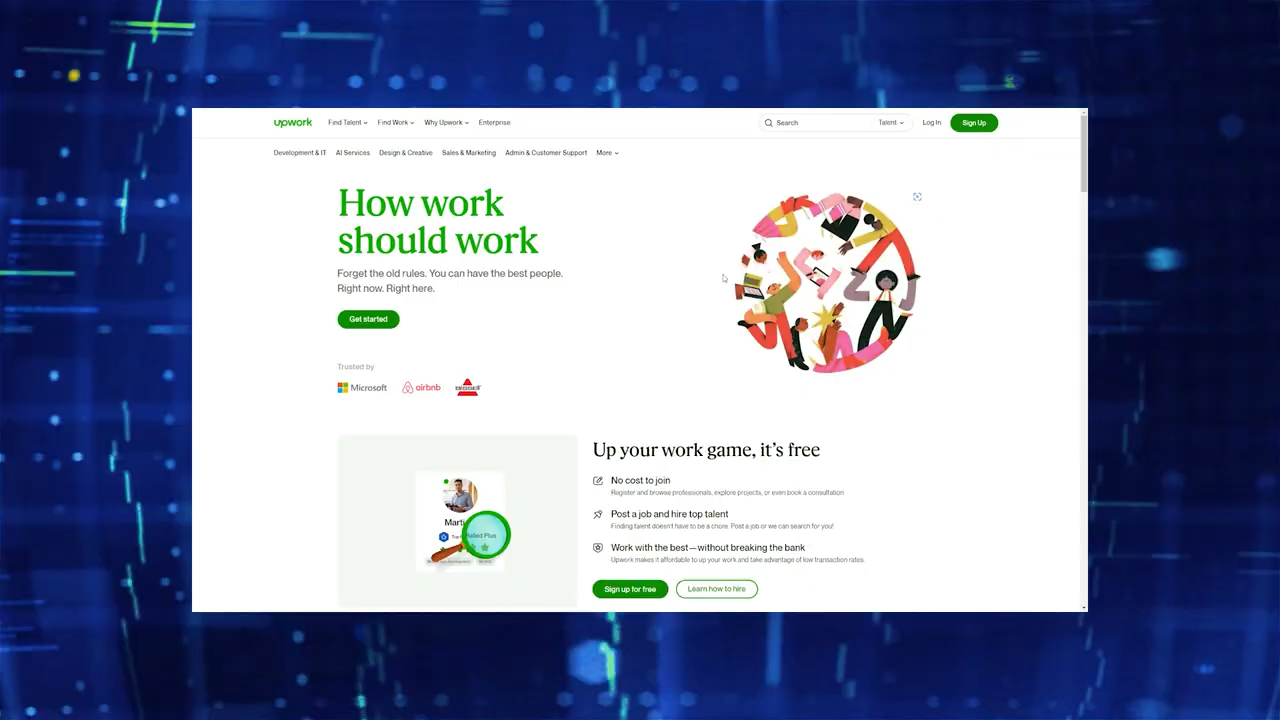 upwork Find Talent Find Work Why Upwork Enterprise Search Talent Log In Sign Up
Development & IT AI Services Design & Creative Sales & Marketing Admin & Customer Support More
How work
should work
Forget the old rules. You can have the best people.
Right now. Right here.
Get started
Trusted by
Microsoft airbnb BISSELL
Up your work game, it's free
No cost to join
Register and browse professionals, explore projects, or even book a consultation
Post a job and hire top talent
Finding talent doesn't have to be a chore. Post a job or we can search for you!
Work with the best—without breaking the bank
Upwork makes it affordable to up your work and take advantage of low transaction rates.
Sign up for free Learn how to hire
Marti
Rated Plus